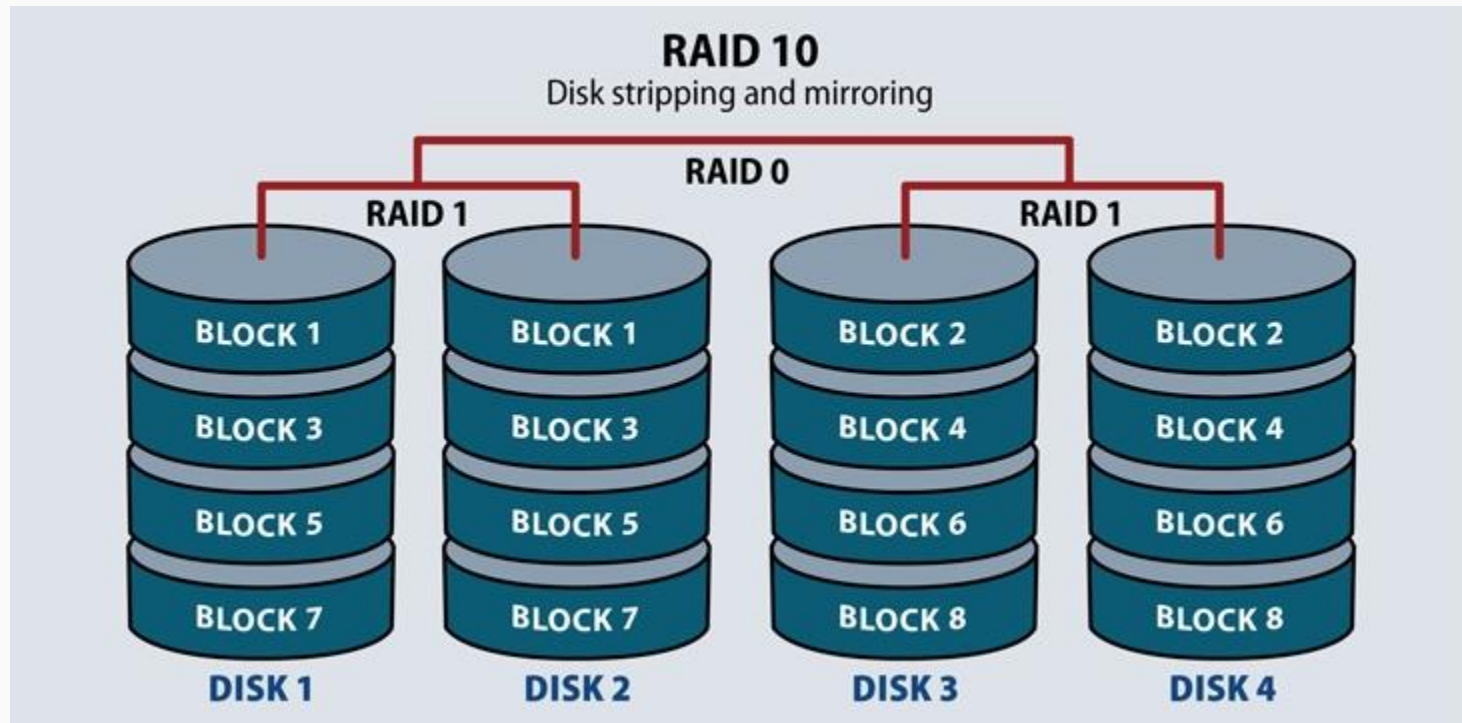 RAID 10
Disk stripping and mirroring
RAID 0
RAID 1
RAID 1
BLOCK 1
BLOCK 1
BLOCK 2
BLOCK 2
BLOCK 3
BLOCK 3
BLOCK 4
BLOCK 4
BLOCK 5
BLOCK 5
BLOCK 6
BLOCK 6
BLOCK 7
BLOCK 7
BLOCK 8
BLOCK 8
DISK 1
DISK 2
DISK 3
DISK 4